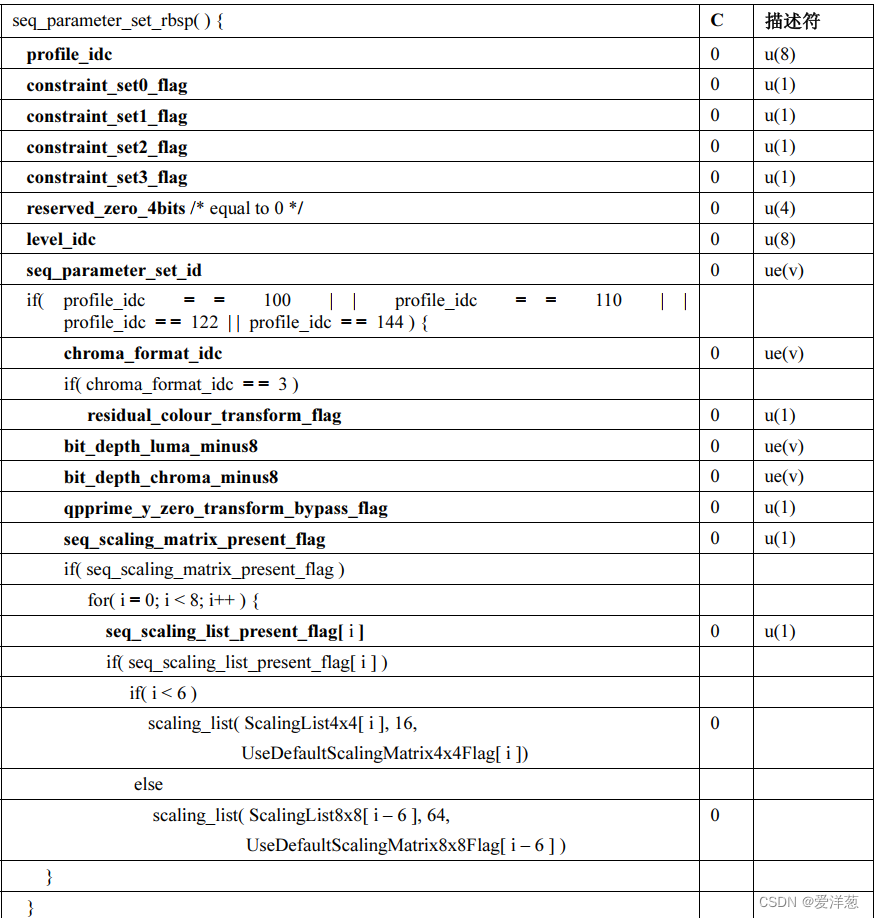 seq_parameter_set_rbsp( ) { C 描述符
profile_idc 0 u(8)
constraint_set0_flag 0 u(1)
constraint_set1_flag 0 u(1)
constraint_set2_flag 0 u(1)
constraint_set3_flag 0 u(1)
reserved_zero_4bits /* equal to 0 */ 0 u(4)
level_idc 0 u(8)
seq_parameter_set_id 0 ue(v)
if( profile_idc = = 100 | | profile_idc = = 110 | |
profile_idc == 122 || profile_idc == 144 ) {
chroma_format_idc 0 ue(v)
if( chroma_format_idc == 3 )
residual_colour_transform_flag 0 u(1)
bit_depth_luma_minus8 0 ue(v)
bit_depth_chroma_minus8 0 ue(v)
qpprime_y_zero_transform_bypass_flag 0 u(1)
seq_scaling_matrix_present_flag 0 u(1)
if( seq_scaling_matrix_present_flag )
for( i = 0; i < 8; i++ ) {
seq_scaling_list_present_flag[ i ] 0 u(1)
if( seq_scaling_list_present_flag[ i ] )
if( i < 6 )
scaling_list( ScalingList4x4[ i ], 16, 0
UseDefaultScalingMatrix4x4Flag[ i ])
else
scaling_list( ScalingList8x8[ i – 6 ], 64, 0
UseDefaultScalingMatrix8x8Flag[ i – 6 ] )
}
}
CSDN @爱洋葱